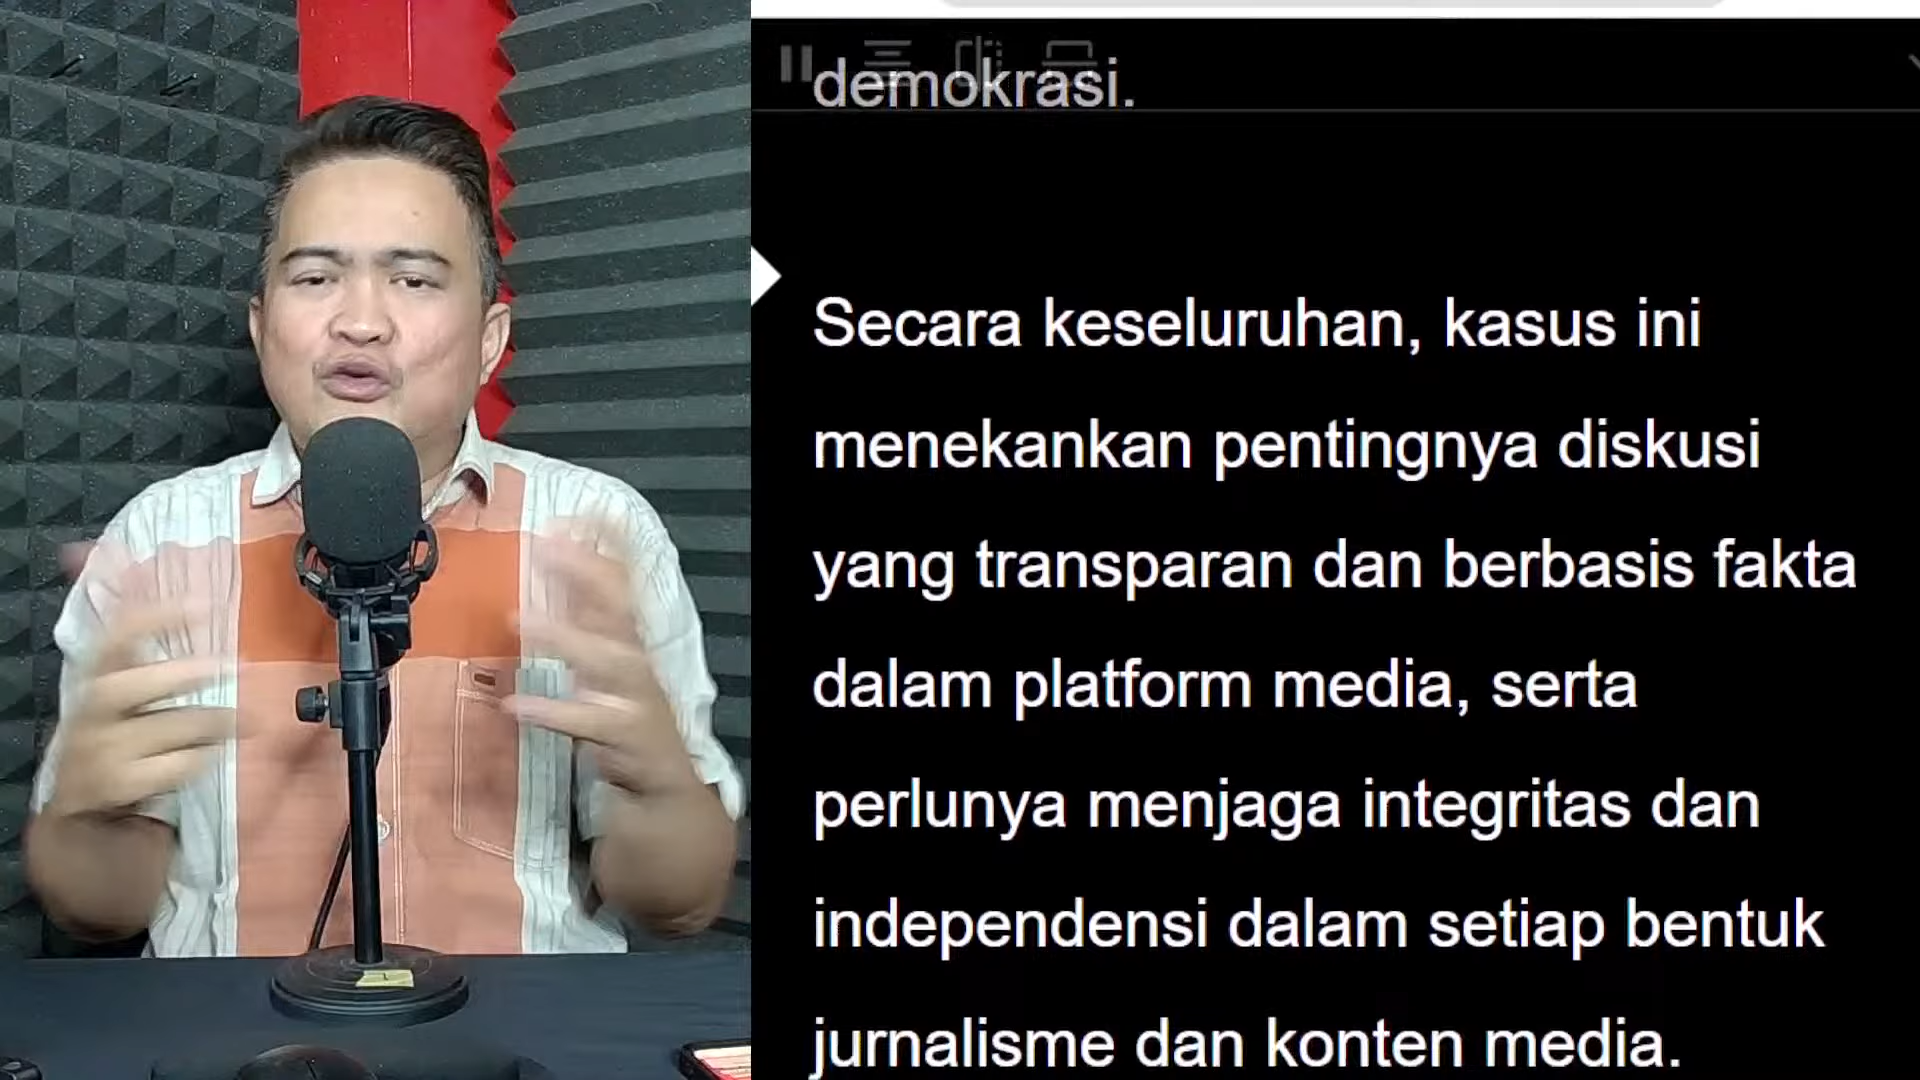 demokrasi.
Secara keseluruhan, kasus ini
menekankan pentingnya diskusi
yang transparan dan berbasis fakta
dalam platform media, serta
perlunya menjaga integritas dan
independensi dalam setiap bentuk
jurnalisme dan konten media.